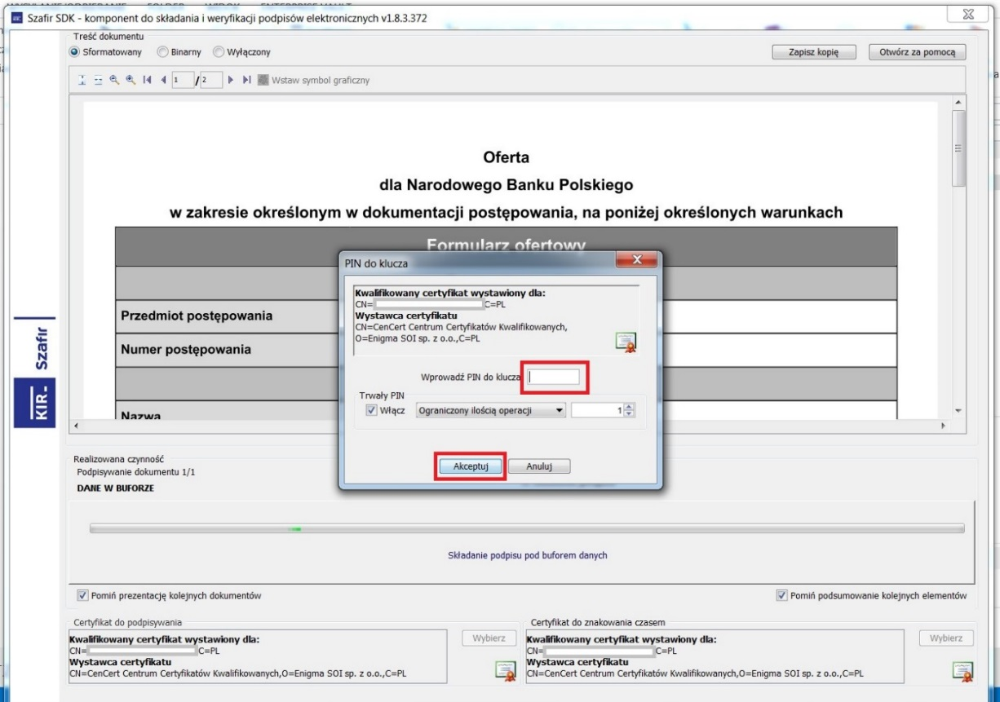 Szafir SDK - komponent do składania i weryfikacji podpisów elektronicznych v1.8.3.372
Treść dokumentu
Sformatowany Binarny Wyłączony
Zapisz kopię Otwórz za pomocą
1 / 2 Wstaw symbol graficzny
Oferta
dla Narodowego Banku Polskiego
w zakresie określonym w dokumentacji postępowania, na poniżej określonych warunkach
Formularz ofertowy
Przedmiot postępowania
Numer postępowania
Nazwa
KIR. Szafir
PIN do klucza
Kwalifikowany certyfikat wystawiony dla:
CN= C=PL
Wystawca certyfikatu
CN=CenCert Centrum Certyfikatów Kwalifikowanych,
O=Enigma SOI sp. z o.o.,C=PL
Wprowadź PIN do klucza
Trwały PIN
Włącz Ograniczony ilością operacji 1
Akceptuj Anuluj
Realizowana czynność
Podpisywanie dokumentu 1/1
DANE W BUFORZE
Składanie podpisu pod buforem danych
Pomiń prezentację kolejnych dokumentów
Pomiń podsumowanie kolejnych elementów
Certyfikat do podpisywania
Kwalifikowany certyfikat wystawiony dla:
CN= C=PL
Wystawca certyfikatu
CN=CenCert Centrum Certyfikatów Kwalifikowanych,O=Enigma SOI sp. z o.o.,C=PL
Wybierz
Certyfikat do znakowania czasem
Kwalifikowany certyfikat wystawiony dla:
CN= C=PL
Wystawca certyfikatu
CN=CenCert Centrum Certyfikatów Kwalifikowanych,O=Enigma SOI sp. z o.o.,C=PL
Wybierz